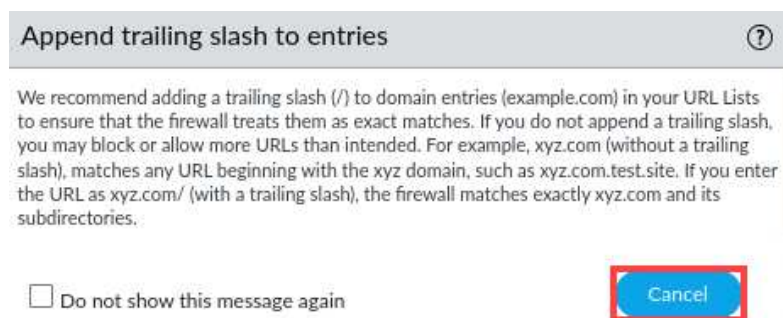 Append trailing slash to entries
We recommend adding a trailing slash (/) to domain entries (example.com) in your URL Lists
to ensure that the firewall treats them as exact matches. If you do not append a trailing slash,
you may block or allow more URLs than intended. For example, xyz.com (without a trailing
slash), matches any URL beginning with the xyz domain, such as xyz.com.test.site. If you enter
the URL as xyz.com/ (with a trailing slash), the firewall matches exactly xyz.com and its
subdirectories.
Do not show this message again
Cancel